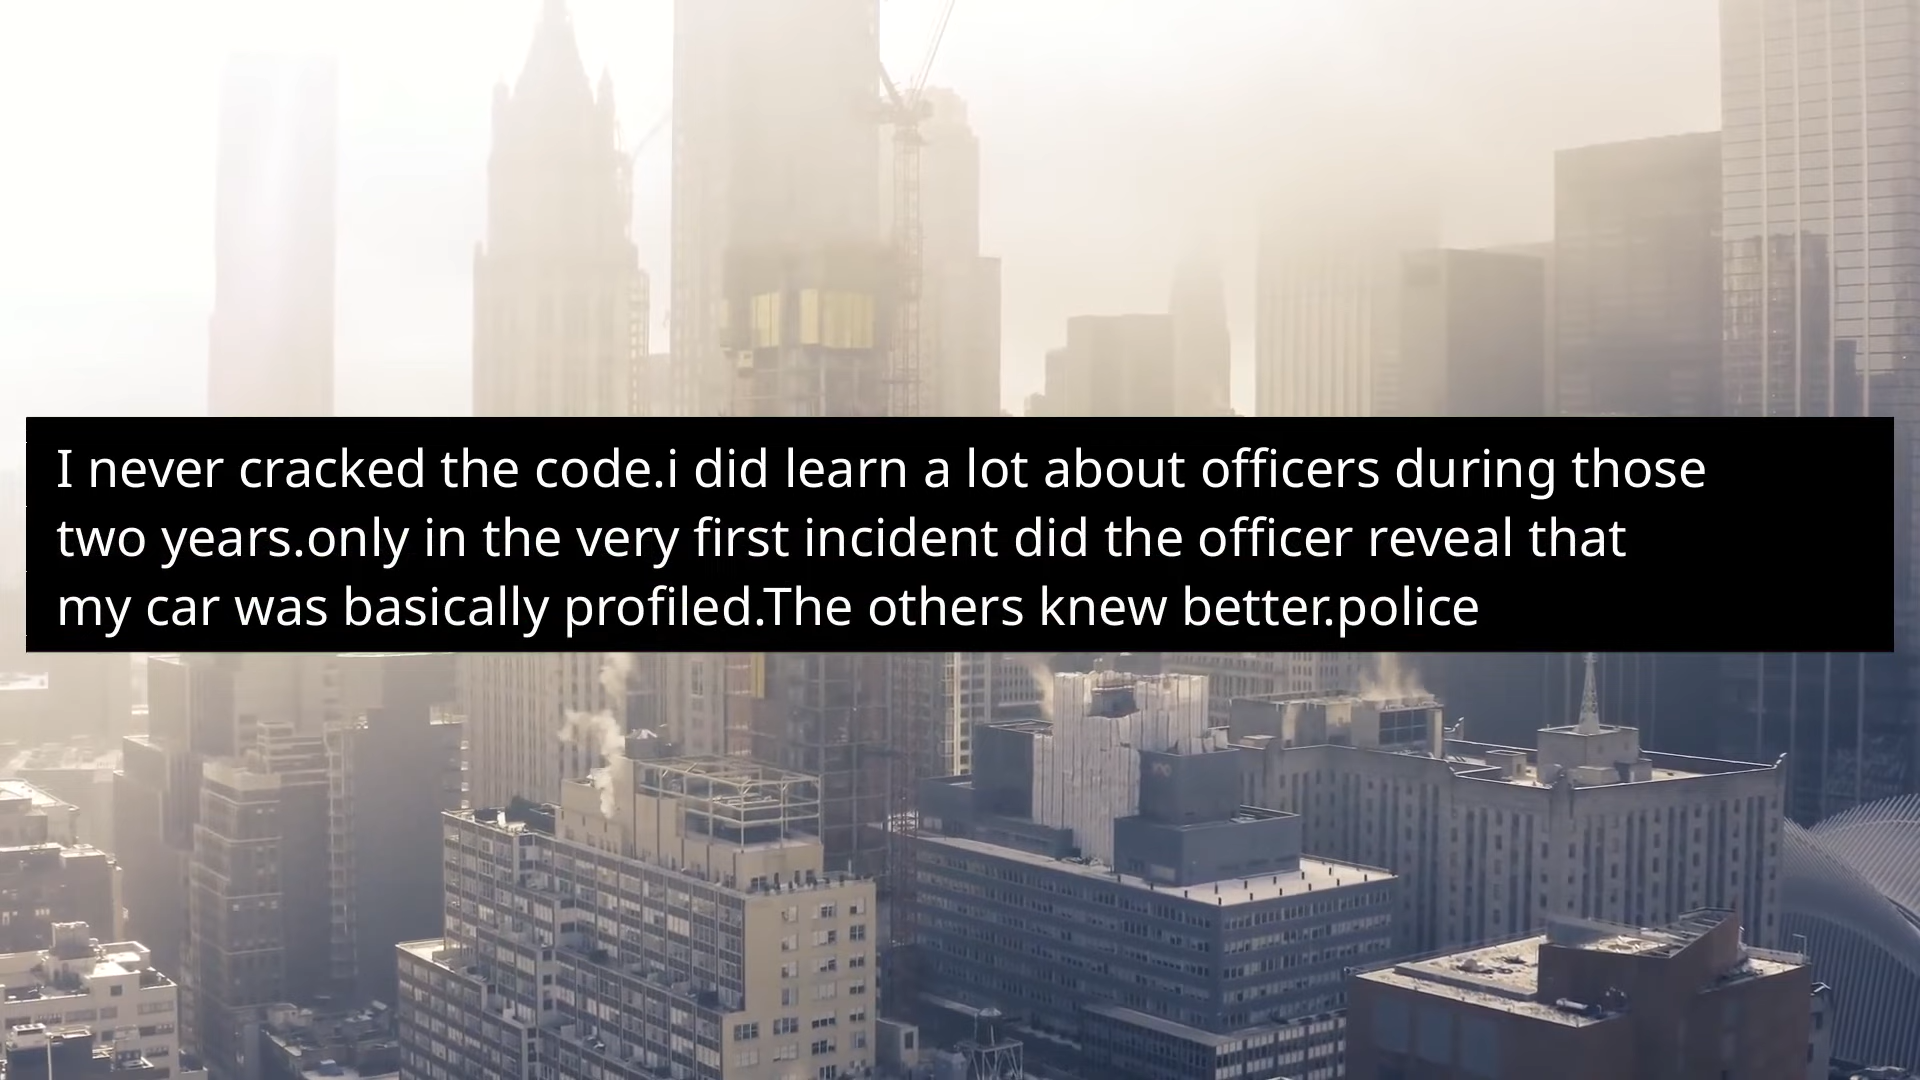 I never cracked the code.i did learn a lot about officers during those
two years.only in the very first incident did the officer reveal that
my car was basically profiled.The others knew better.police